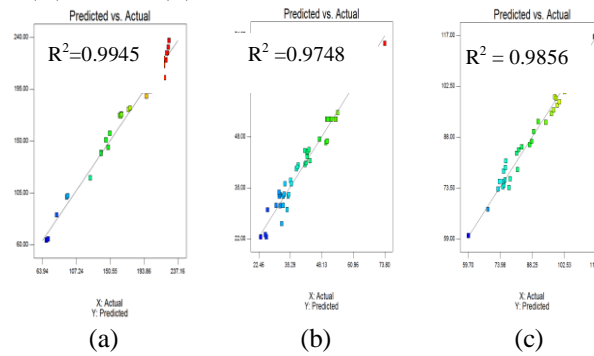 Predicted vs. Actual
R²=0.9945
240.00
195.00
150.00
105.00
60.00
63.94 107.24 150.55 193.86 237.16
X: Actual
Y: Predicted
(a)
Predicted vs. Actual
R²=0.9748
48.00
35.00
22.00
22.46 35.29 48.13 60.96 73.80
X: Actual
Y: Predicted
(b)
Predicted vs. Actual
R² = 0.9856
117.00
102.50
88.00
73.50
59.00
59.70 73.98 88.25 102.53
X: Actual
Y: Predicted
(c)